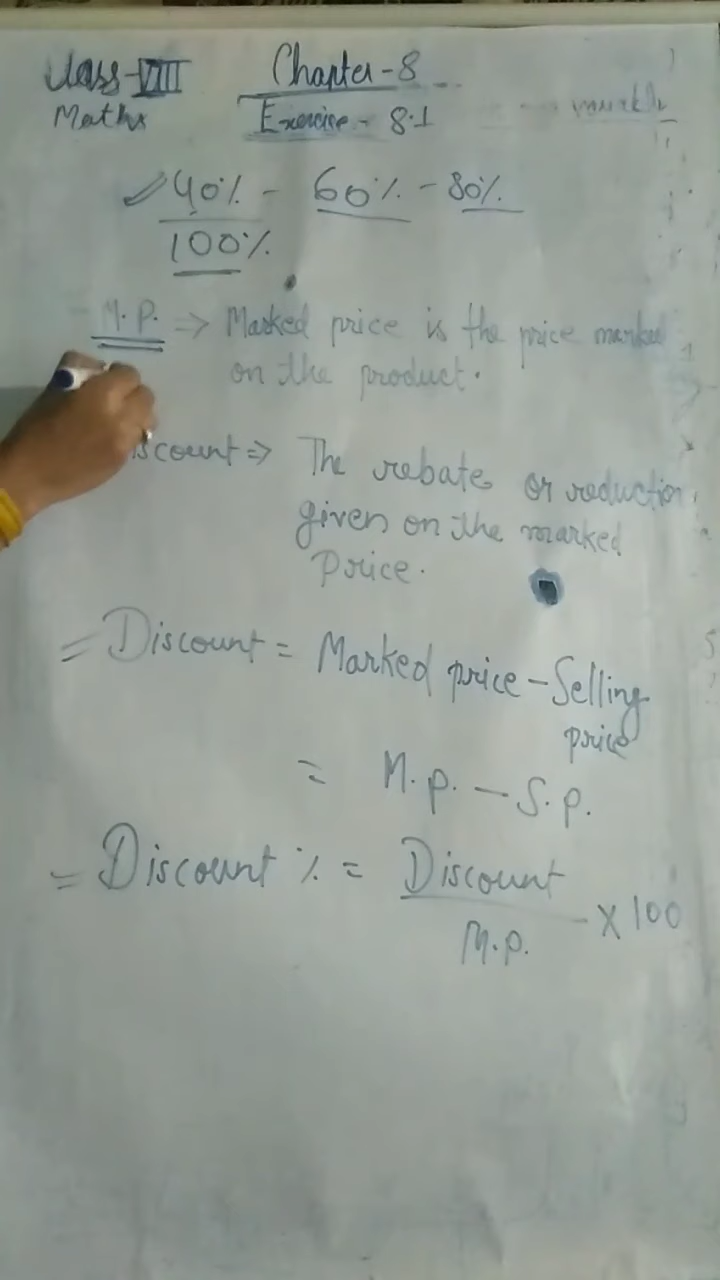 Class-VIII Chapter-8
Maths Exercise - 8.1
40% - 60% - 80%
100%
M.P. => Marked price is the price marked
on the product.
scount => The rebate or reduction
given on the marked
Price.
= Discount = Marked price - Selling
price
= M.p. - S.p.
= Discount % = Discount
M.p. x 100